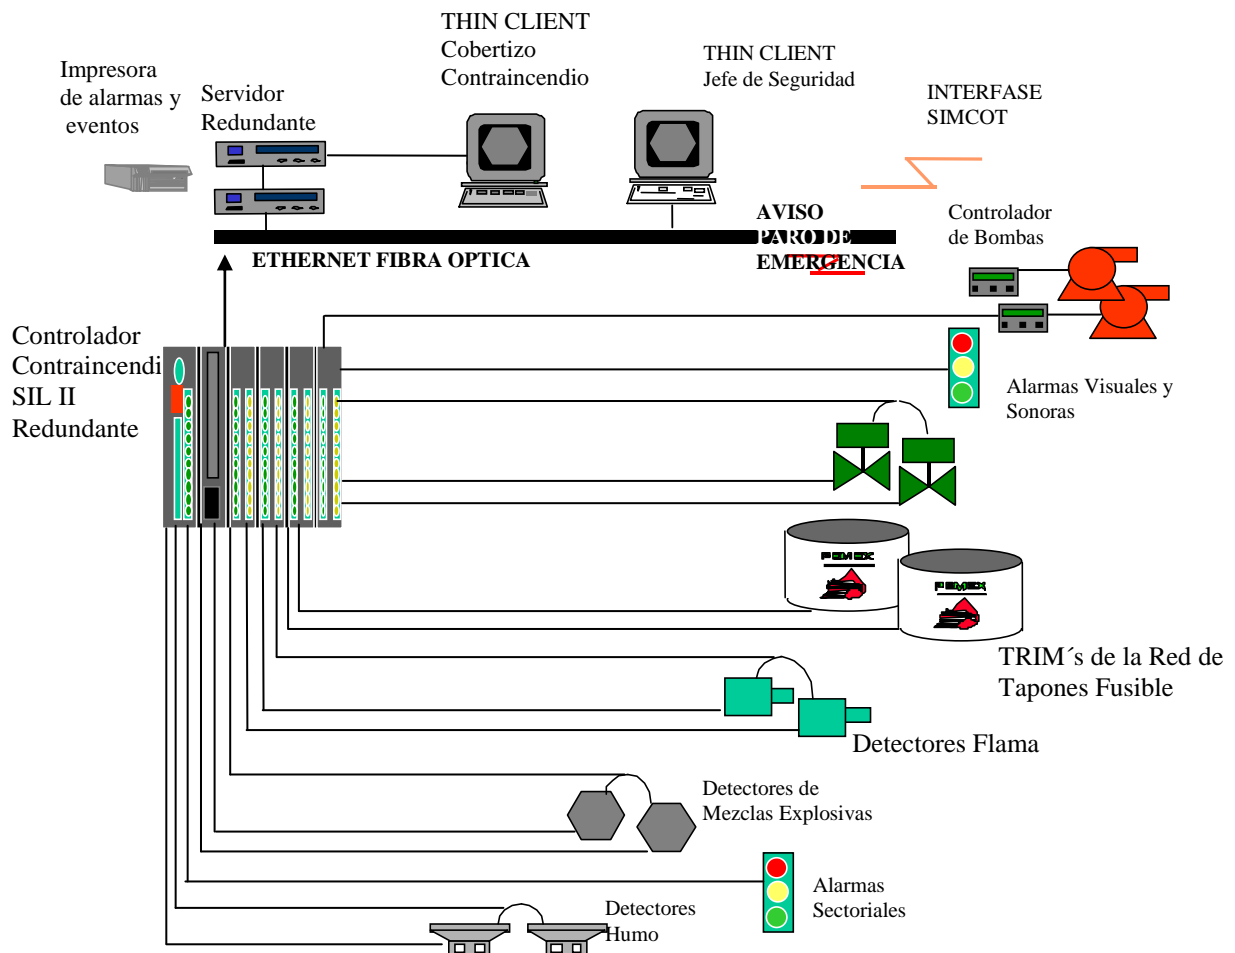 THIN CLIENT
Cobertizo
Contraincendio
THIN CLIENT
Jefe de Seguridad
Impresora
de alarmas y
eventos
Servidor
Redundante
INTERFASE
SIMCOT
AVISO
PARO DE
EMERGENCIA
Controlador
de Bombas
ETHERNET FIBRA OPTICA
Controlador
Contraincendi
SIL II
Redundante
Alarmas Visuales y
Sonoras
PEMEX
PEMEX
TRIM´s de la Red de
Tapones Fusible
Detectores Flama
Detectores de
Mezclas Explosivas
Alarmas
Sectoriales
Detectores
Humo